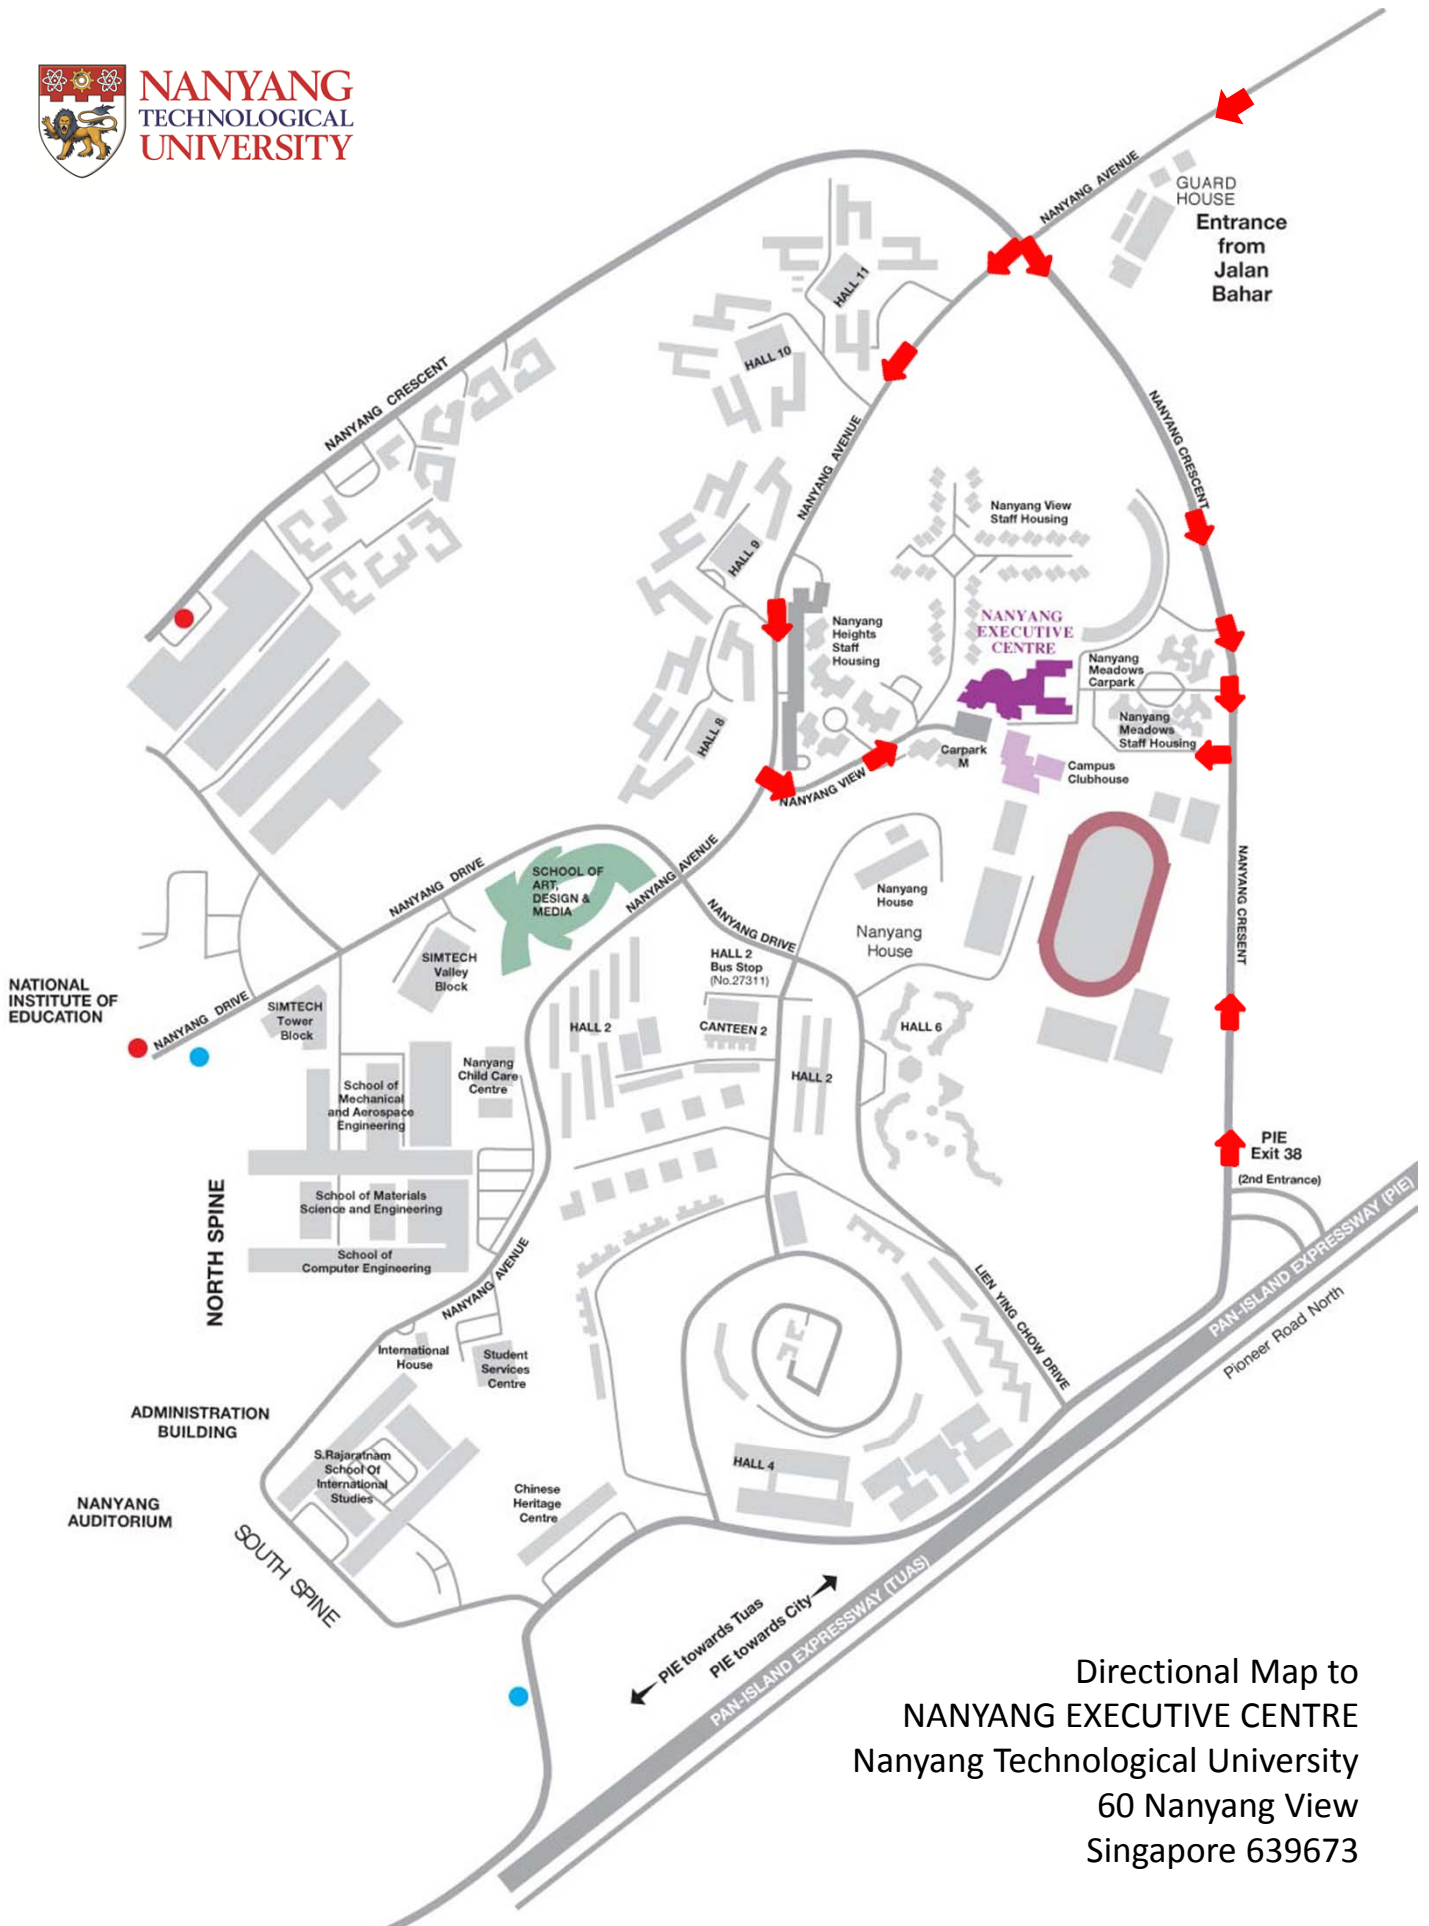 NANYANG
TECHNOLOGICAL
UNIVERSITY
NANYANG AVENUE
GUARD
HOUSE
Entrance
from
Jalan
Bahar
HALL 11
HALL 10
NANYANG CRESCENT
NANYANG CRESCENT
NANYANG AVENUE
Nanyang View
Staff Housing
HALL 9
NANYANG
EXECUTIVE
CENTRE
Nanyang
Heights
Staff
Housing
Nanyang
Meadows
Carpark
Nanyang
Meadows
Staff Housing
HALL 8
Carpark
M
Campus
Clubhouse
NANYANG VIEW
NANYANG DRIVE
SCHOOL OF
ART,
DESIGN &
MEDIA
NANYANG AVENUE
NANYANG DRIVE
Nanyang
House
Nanyang
House
NANYANG CRESENT
HALL 2
Bus Stop
(No.27311)
SIMTECH
Valley
Block
NATIONAL
INSTITUTE OF
EDUCATION
NANYANG DRIVE
SIMTECH
Tower
Block
HALL 2
CANTEEN 2
HALL 6
HALL 2
Nanyang
Child Care
Centre
School of
Mechanical
and Aerospace
Engineering
PIE
Exit 38
(2nd Entrance)
School of Materials
Science and Engineering
NORTH SPINE
School of
Computer Engineering
NANYANG AVENUE
LIEN YING CHOW DRIVE
PAN-ISLAND EXPRESSWAY (PIE)
Pioneer Road North
International
House
Student
Services
Centre
ADMINISTRATION
BUILDING
S.Rajaratnam
School Of
International
Studies
HALL 4
Chinese
Heritage
Centre
NANYANG
AUDITORIUM
SOUTH SPINE
PIE towards Tuas
PIE towards City
PAN-ISLAND EXPRESSWAY (TUAS)
Directional Map to
NANYANG EXECUTIVE CENTRE
Nanyang Technological University
60 Nanyang View
Singapore 639673